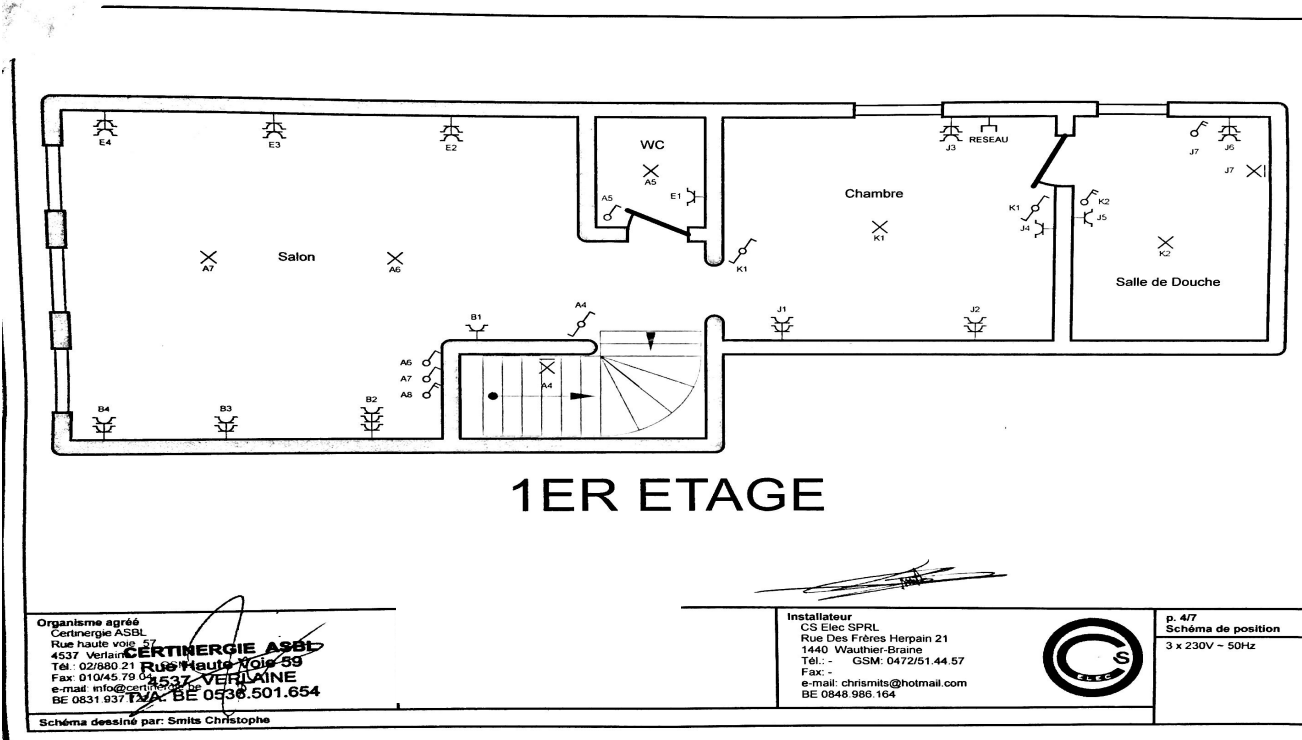 E4
E3
E2
WC
A5
A5
E1
J3
RESEAU
J7
J6
J7
Chambre
K1
K1
K2
J4
J5
K1
K2
Salle de Douche
Salon
A7
A6
A4
B1
J1
J2
A6
A7
A8
A4
B4
B3
B2
1ER ETAGE
Organisme agréé
Certinergie ASBL
Rue haute voie 57
4537 Verlaine
Tél.: 02/880.21
Fax: 010/45.79.04
e-mail: info@certinergie.be
BE 0831.937
CERTINERGIE ASBL
Rue Haute Voie 59
4537 VERLAINE
TVA. BE 0536.501.654
Schéma dessiné par: Smits Christophe
Installateur
CS Elec SPRL
Rue Des Frères Herpain 21
1440 Wauthier-Braine
Tél.: - GSM: 0472/51.44.57
Fax: -
e-mail: chrismits@hotmail.com
BE 0848.986.164
CS
ELEC
p. 4/7
Schéma de position
3 x 230V ~ 50Hz